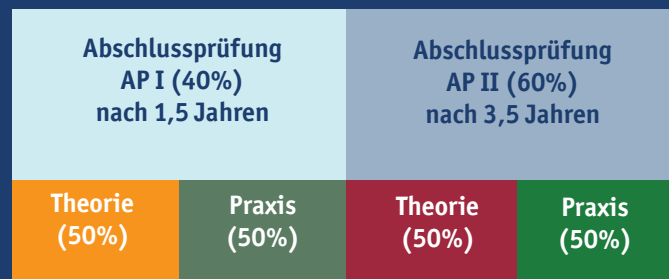 Abschlussprüfung
AP I (40%)
nach 1,5 Jahren
Abschlussprüfung
AP II (60%)
nach 3,5 Jahren
Theorie
(50%)
Praxis
(50%)
Theorie
(50%)
Praxis
(50%)